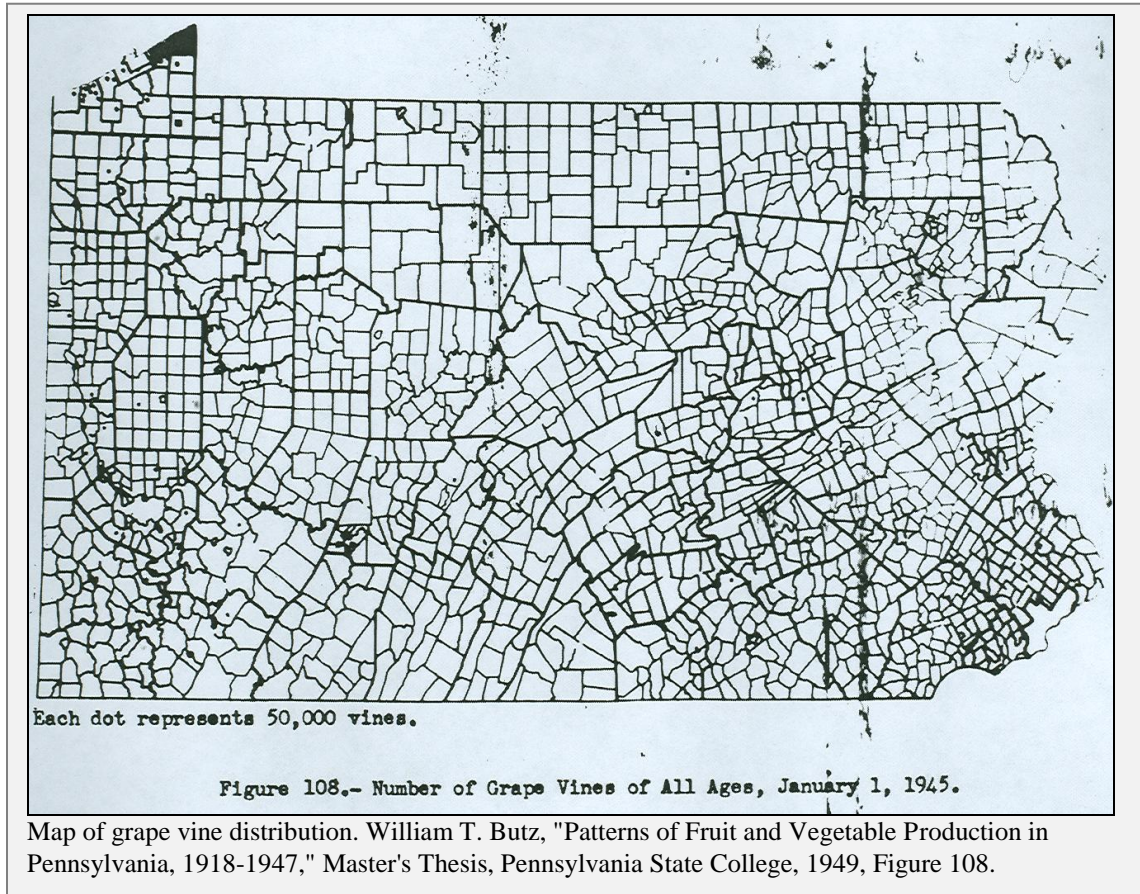 Each dot represents 50,000 vines.
Figure 108.- Number of Grape Vines of All Ages, January 1, 1945.
Map of grape vine distribution. William T. Butz, "Patterns of Fruit and Vegetable Production in
Pennsylvania, 1918-1947," Master's Thesis, Pennsylvania State College, 1949, Figure 108.